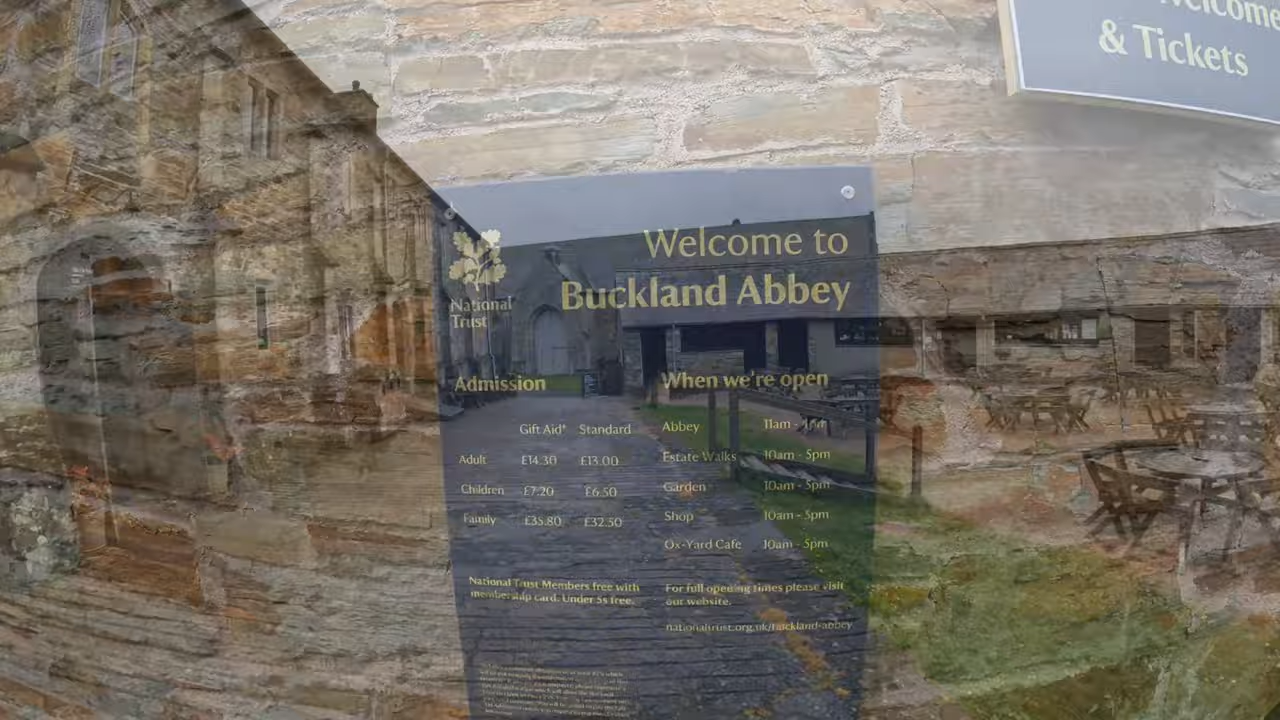 Welcome
& Tickets
Welcome to
Buckland Abbey
National
Trust
Admission
Gift Aid* Standard
Adult £14.30 £13.00
Children £7.20 £6.50
Family £35.80 £32.50
National Trust Members free with
membership card. Under 5s free.
When we're open
Abbey 11am -
Estate Walks 10am - 5pm
Garden 10am - 5pm
Shop 10am - 5pm
Ox-Yard Cafe 10am - 5pm
For full opening times please visit
our website.
nationaltrust.org.uk/buckland-abbey